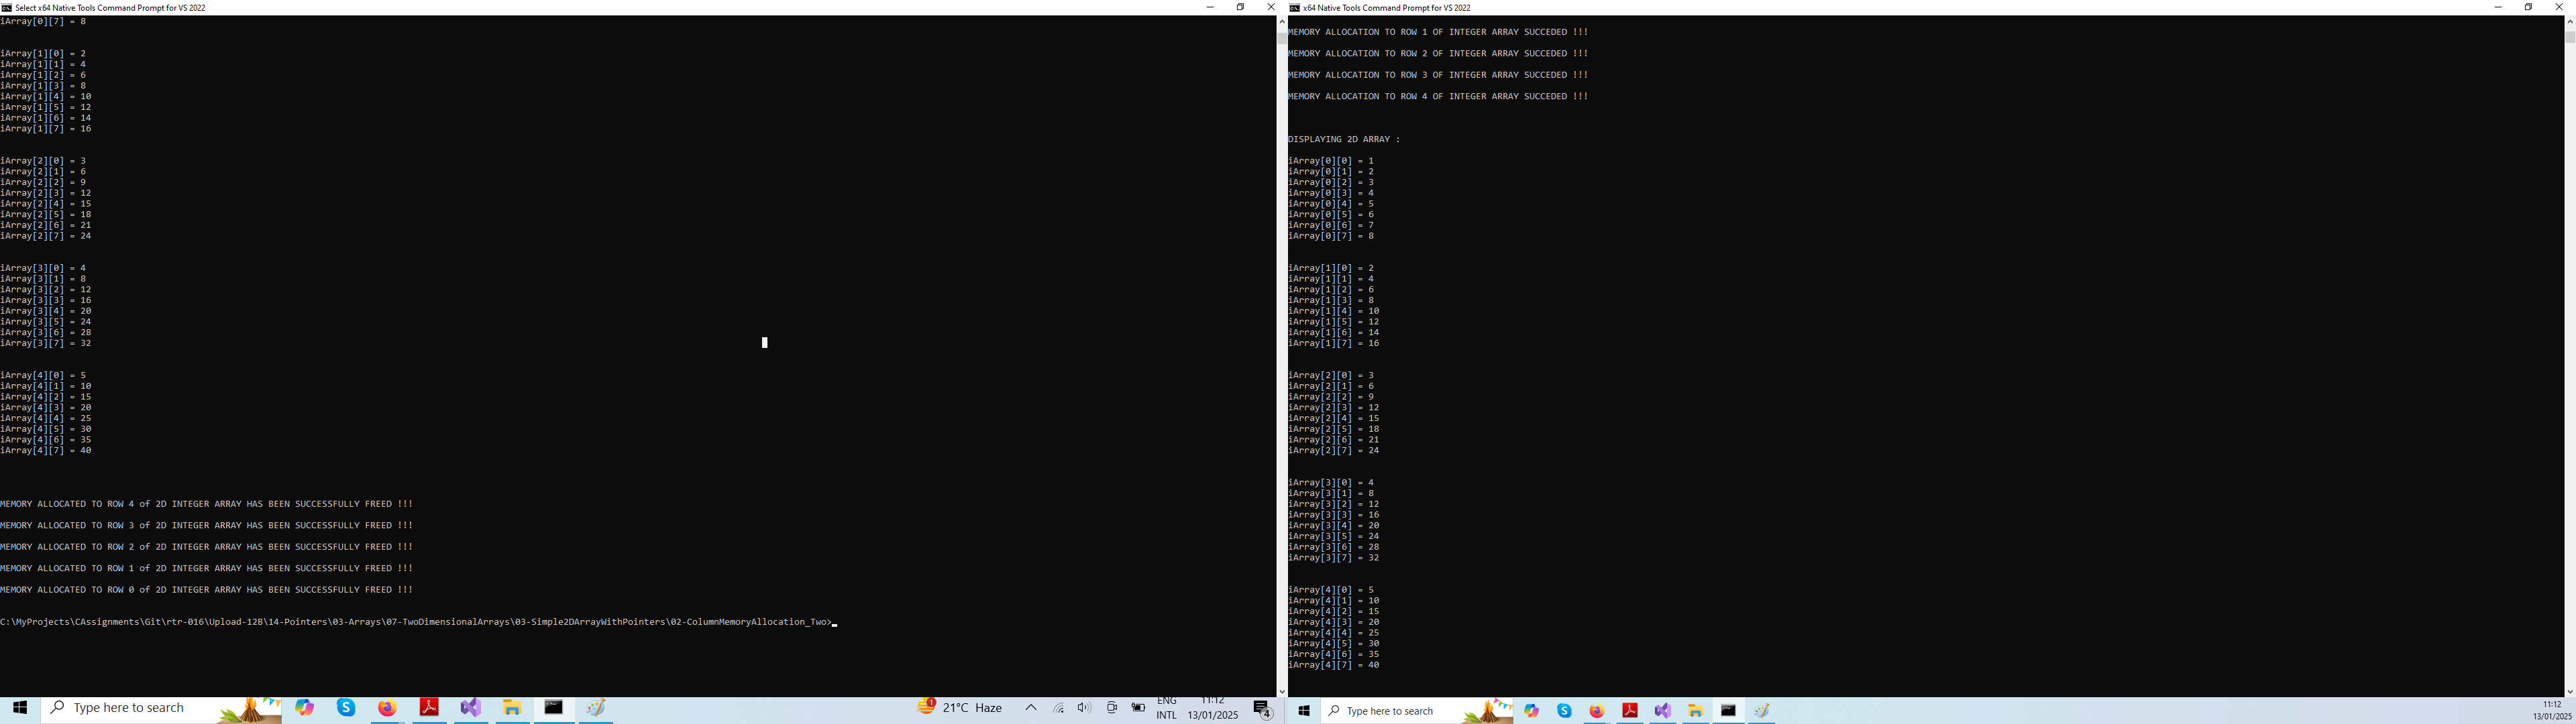 Select x64 Native Tools Command Prompt for VS 2022
iArray[0][7] = 8
iArray[1][0] = 2
iArray[1][1] = 4
iArray[1][2] = 6
iArray[1][3] = 8
iArray[1][4] = 10
iArray[1][5] = 12
iArray[1][6] = 14
iArray[1][7] = 16
iArray[2][0] = 3
iArray[2][1] = 6
iArray[2][2] = 9
iArray[2][3] = 12
iArray[2][4] = 15
iArray[2][5] = 18
iArray[2][6] = 21
iArray[2][7] = 24
iArray[3][0] = 4
iArray[3][1] = 8
iArray[3][2] = 12
iArray[3][3] = 16
iArray[3][4] = 20
iArray[3][5] = 24
iArray[3][6] = 28
iArray[3][7] = 32
iArray[4][0] = 5
iArray[4][1] = 10
iArray[4][2] = 15
iArray[4][3] = 20
iArray[4][4] = 25
iArray[4][5] = 30
iArray[4][6] = 35
iArray[4][7] = 40
MEMORY ALLOCATED TO ROW 4 of 2D INTEGER ARRAY HAS BEEN SUCCESSFULLY FREED !!!
MEMORY ALLOCATED TO ROW 3 of 2D INTEGER ARRAY HAS BEEN SUCCESSFULLY FREED !!!
MEMORY ALLOCATED TO ROW 2 of 2D INTEGER ARRAY HAS BEEN SUCCESSFULLY FREED !!!
MEMORY ALLOCATED TO ROW 1 of 2D INTEGER ARRAY HAS BEEN SUCCESSFULLY FREED !!!
MEMORY ALLOCATED TO ROW 0 of 2D INTEGER ARRAY HAS BEEN SUCCESSFULLY FREED !!!
C:\MyProjects\CAssignments\Git\rtr-016\Upload-12B\14-Pointers\03-Arrays\07-TwoDimensionalArrays\03-Simple2DArrayWithPointers\02-ColumnMemoryAllocation_Two>
Type here to search
1
21°C Haze
ENG
INTL
11:12
13/01/2025
4
x64 Native Tools Command Prompt for VS 2022
MEMORY ALLOCATION TO ROW 1 OF INTEGER ARRAY SUCCEDED !!!
MEMORY ALLOCATION TO ROW 2 OF INTEGER ARRAY SUCCEDED !!!
MEMORY ALLOCATION TO ROW 3 OF INTEGER ARRAY SUCCEDED !!!
MEMORY ALLOCATION TO ROW 4 OF INTEGER ARRAY SUCCEDED !!!
DISPLAYING 2D ARRAY :
iArray[0][0] = 1
iArray[0][1] = 2
iArray[0][2] = 3
iArray[0][3] = 4
iArray[0][4] = 5
iArray[0][5] = 6
iArray[0][6] = 7
iArray[0][7] = 8
iArray[1][0] = 2
iArray[1][1] = 4
iArray[1][2] = 6
iArray[1][3] = 8
iArray[1][4] = 10
iArray[1][5] = 12
iArray[1][6] = 14
iArray[1][7] = 16
iArray[2][0] = 3
iArray[2][1] = 6
iArray[2][2] = 9
iArray[2][3] = 12
iArray[2][4] = 15
iArray[2][5] = 18
iArray[2][6] = 21
iArray[2][7] = 24
iArray[3][0] = 4
iArray[3][1] = 8
iArray[3][2] = 12
iArray[3][3] = 16
iArray[3][4] = 20
iArray[3][5] = 24
iArray[3][6] = 28
iArray[3][7] = 32
iArray[4][0] = 5
iArray[4][1] = 10
iArray[4][2] = 15
iArray[4][3] = 20
iArray[4][4] = 25
iArray[4][5] = 30
iArray[4][6] = 35
iArray[4][7] = 40
Type here to search
11:12
13/01/2025